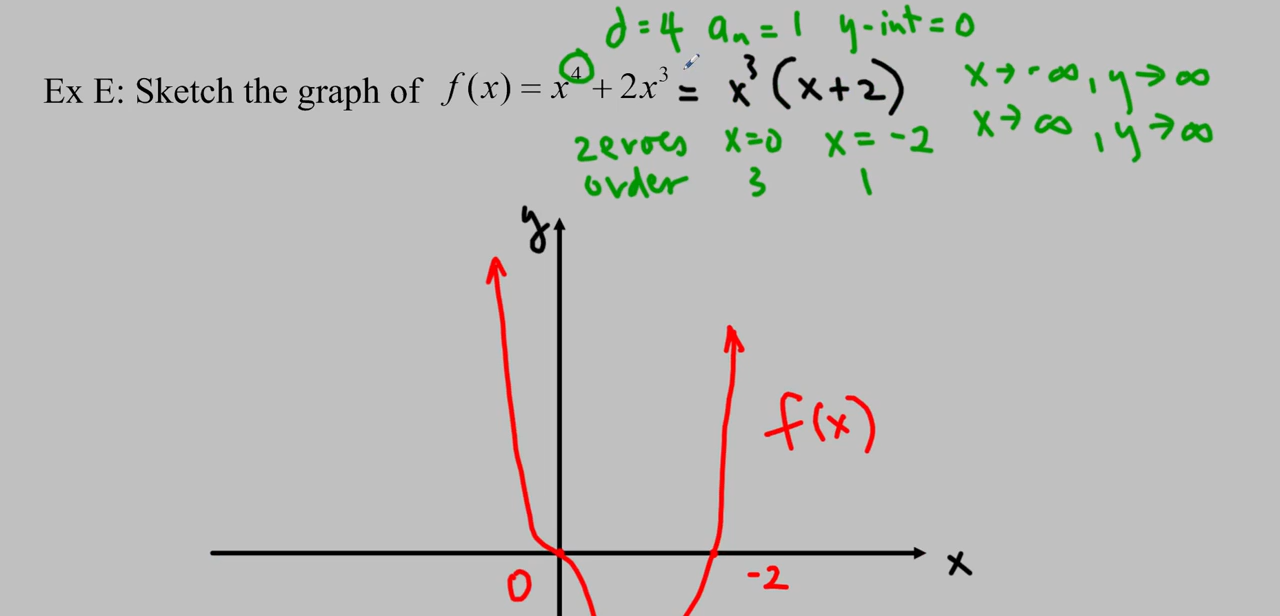 d = 4 aₙ = 1 y-int = 0
Ex E: Sketch the graph of f(x) = x⁴ + 2x³ = x³(x+2)
x → -∞, y → ∞
x → ∞, y → ∞
zeroes x=0 x = -2
order 3 1
y
f(x)
x
0 -2